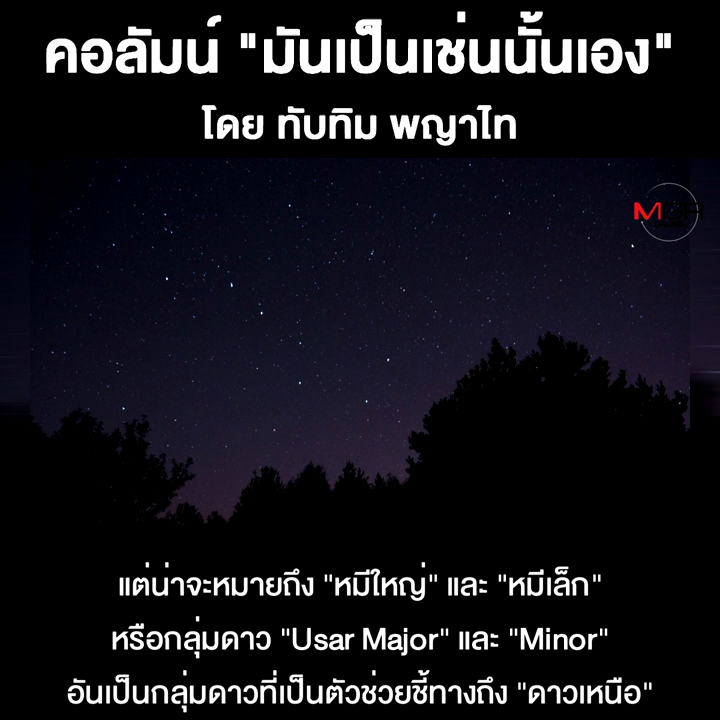 คอลัมน์ "มันเป็นเช่นนั้นเอง"
โดย ทับทิม พญาไท
แต่น่าจะหมายถึง "หมีใหญ่" และ "หมีเล็ก"
หรือกลุ่มดาว "Usar Major" และ "Minor"
อันเป็นกลุ่มดาวที่เป็นตัวช่วยชี้ทางถึง "ดาวเหนือ"